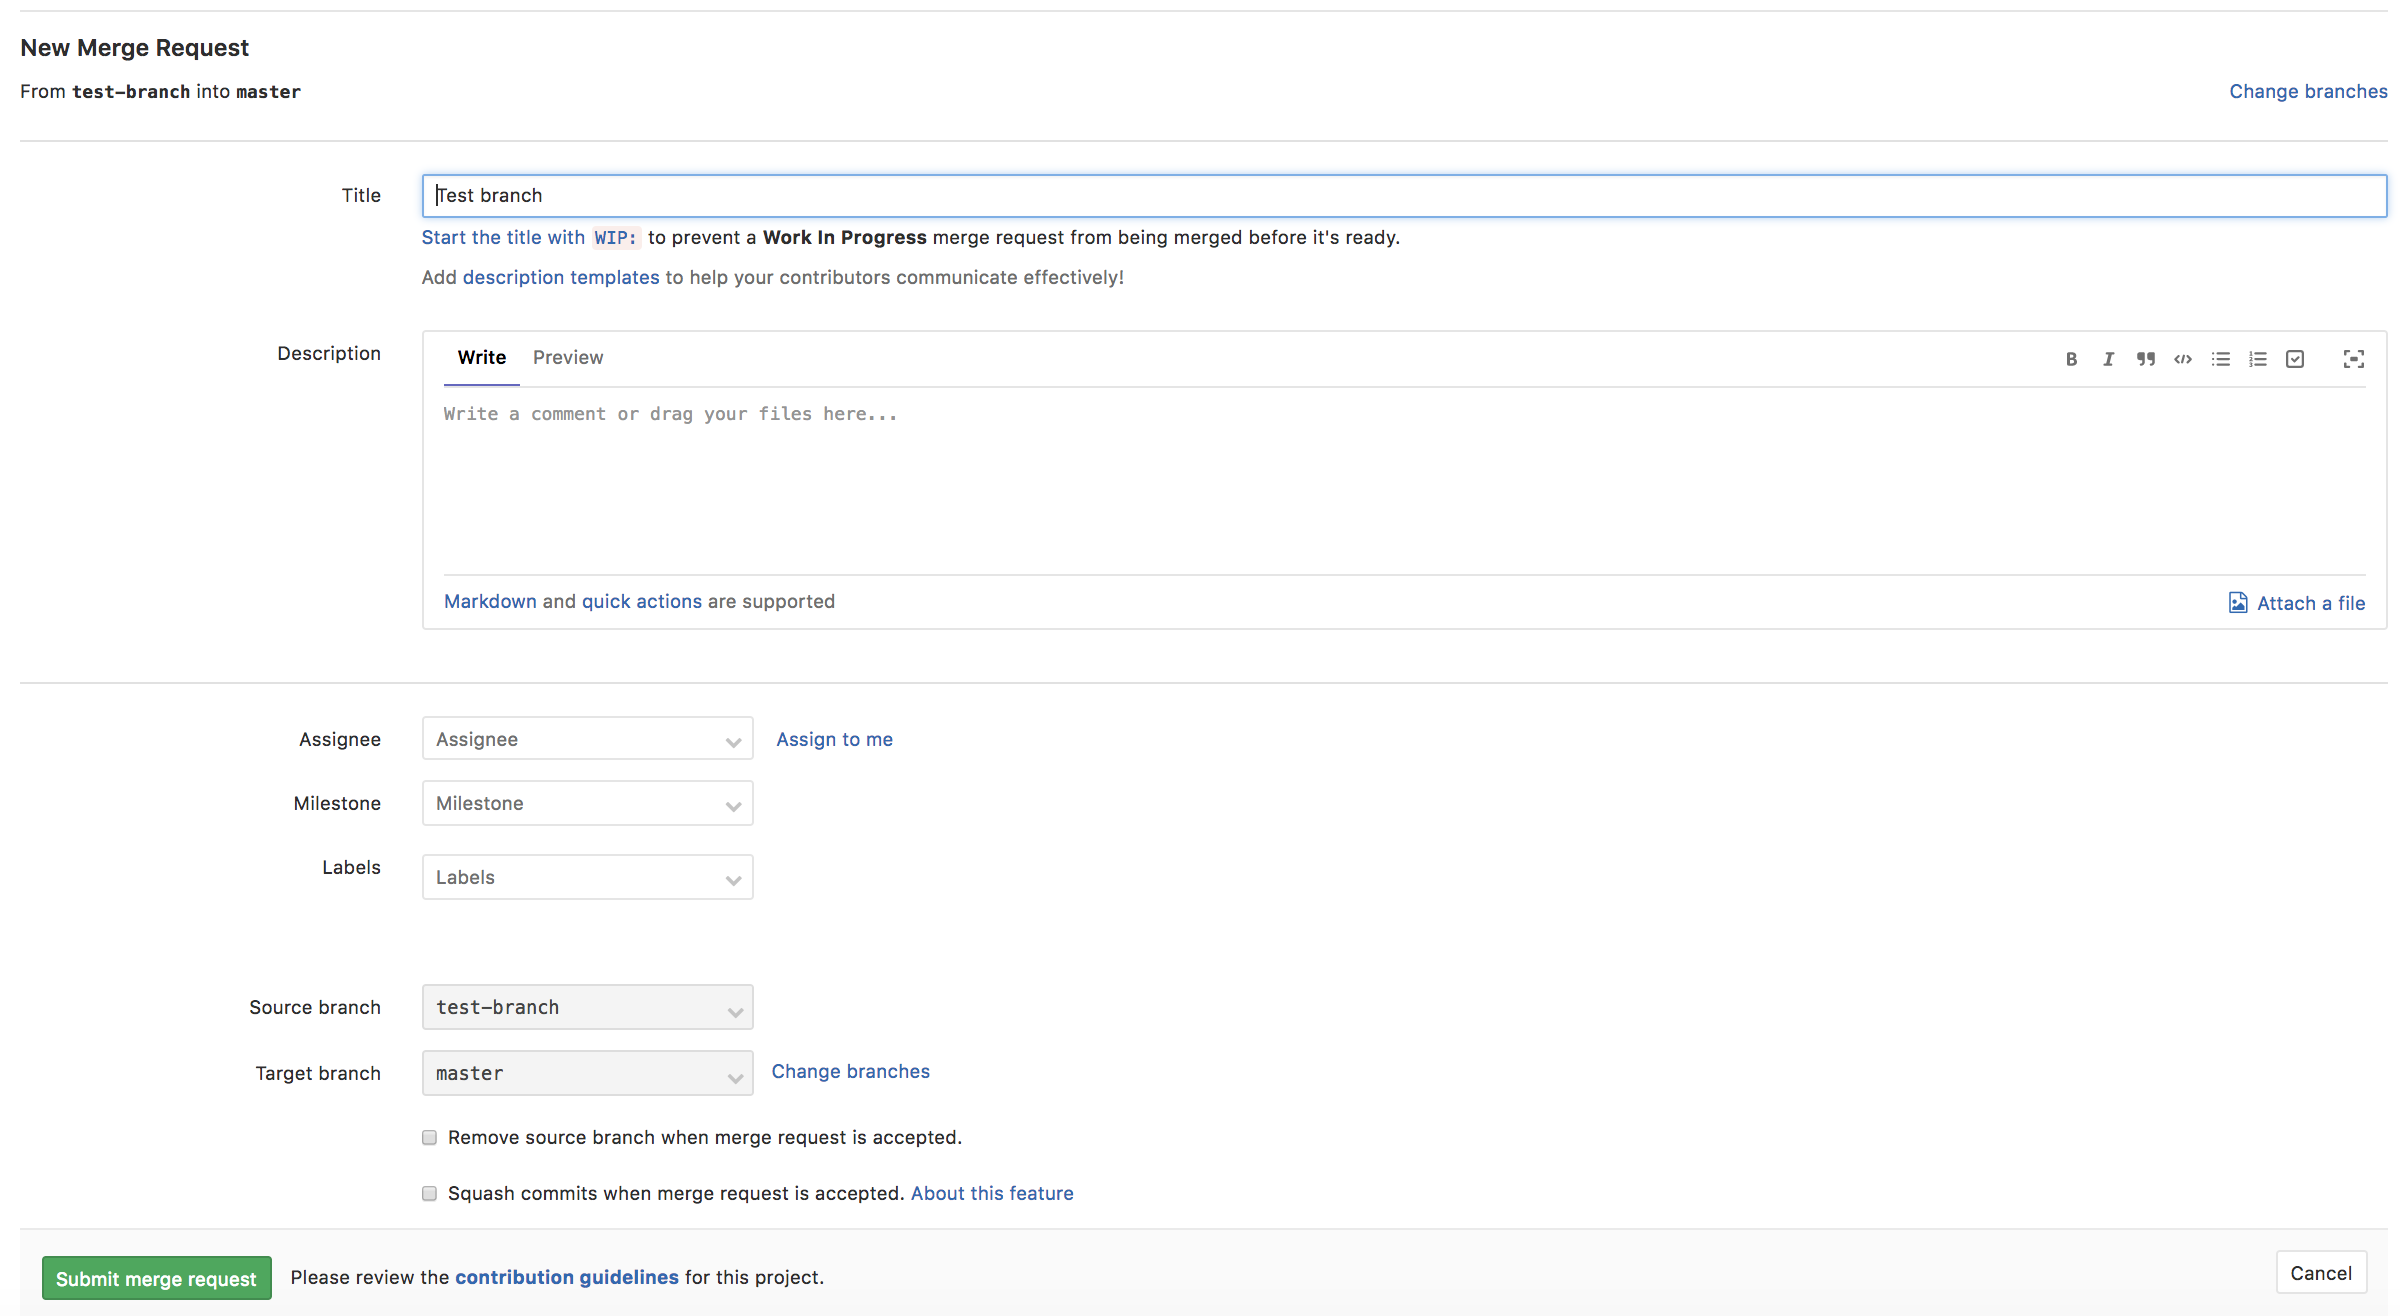 New Merge Request
From test-branch into master
Change branches
Title
Test branch
Start the title with WIP: to prevent a Work In Progress merge request from being merged before it's ready.
Add description templates to help your contributors communicate effectively!
Description
Write Preview
Write a comment or drag your files here...
Markdown and quick actions are supported
Attach a file
Assignee
Assignee
Assign to me
Milestone
Milestone
Labels
Labels
Source branch
test-branch
Target branch
master
Change branches
Remove source branch when merge request is accepted.
Squash commits when merge request is accepted. About this feature
Submit merge request
Please review the contribution guidelines for this project.
Cancel